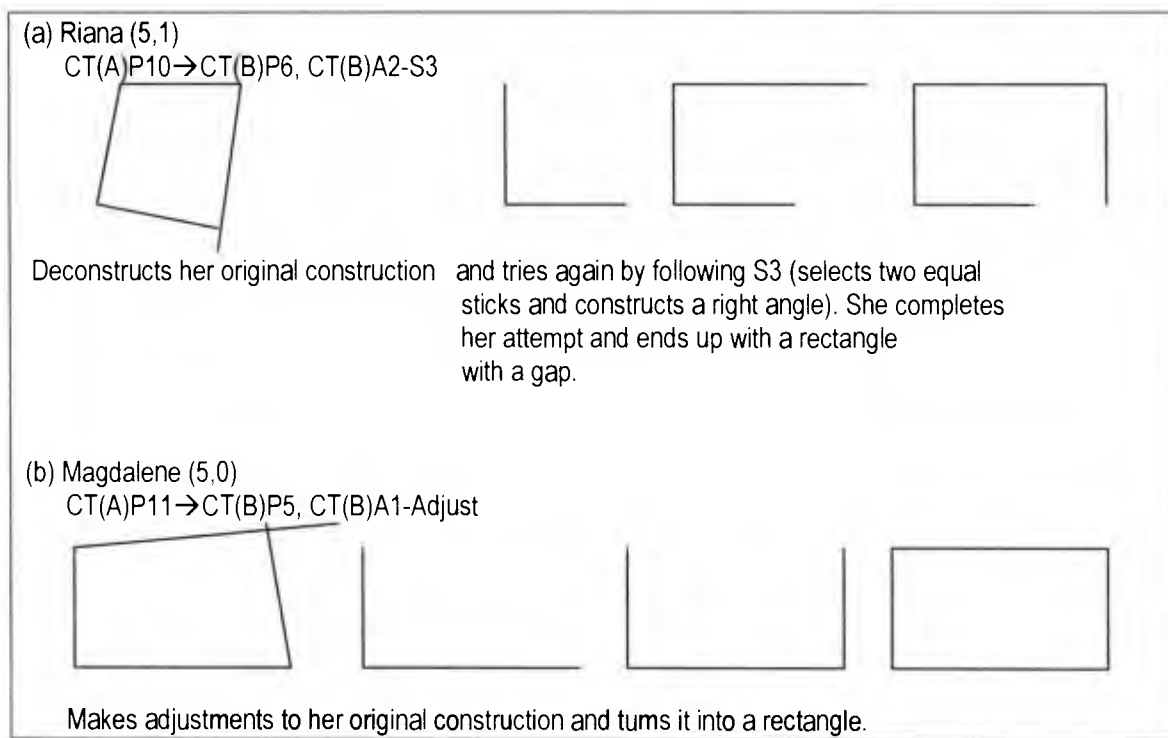 (a) Riana (5,1)
CT(A)P10→CT(B)P6, CT(B)A2-S3
Deconstructs her original construction and tries again by following S3 (selects two equal
sticks and constructs a right angle). She completes
her attempt and ends up with a rectangle
with a gap.
(b) Magdalene (5,0)
CT(A)P11→CT(B)P5, CT(B)A1-Adjust
Makes adjustments to her original construction and turns it into a rectangle.